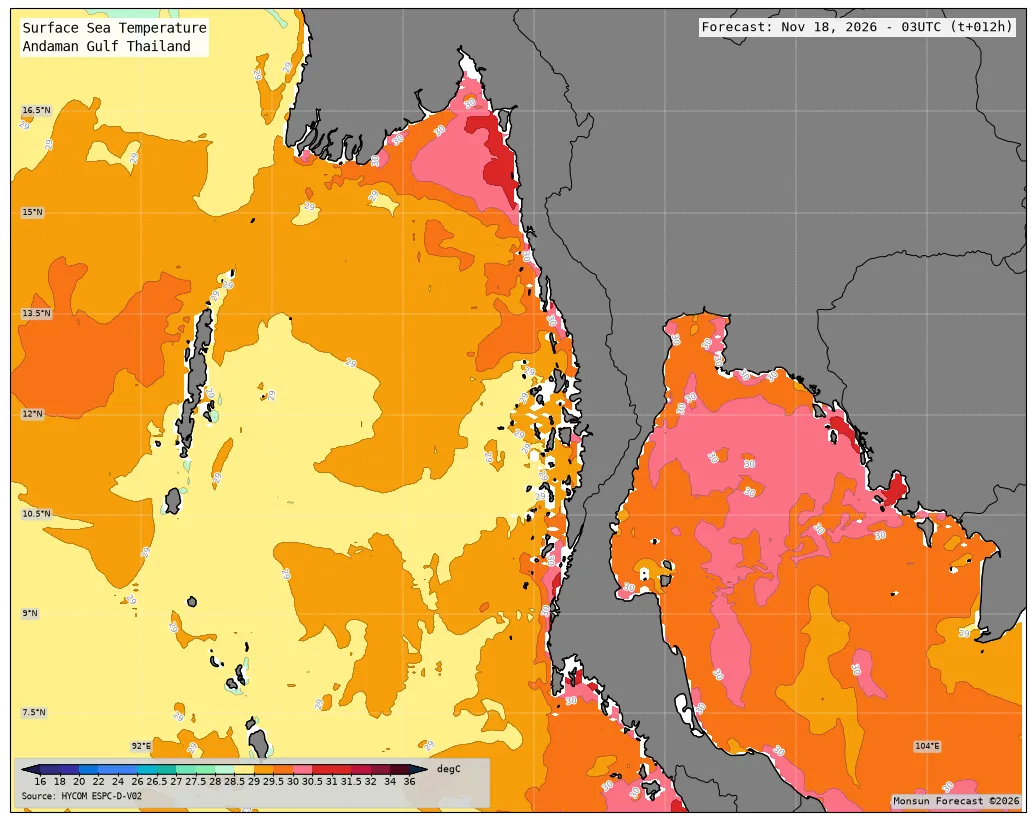 Surface Sea Temperature
Andaman Gulf Thailand
Forecast: Nov 18, 2026 - 03UTC (t+012h)
16.5°N
15°N
13.5°N
12°N
10.5°N
9°N
7.5°N
92°E
104°E
degC
16 18 20 22 24 26 26.5 27 27.5 28 28.5 29 29.5 30 30.5 31 31.5 32 34 36
Source: HYCOM ESPC-D-V02
Monsun Forecast ©2026